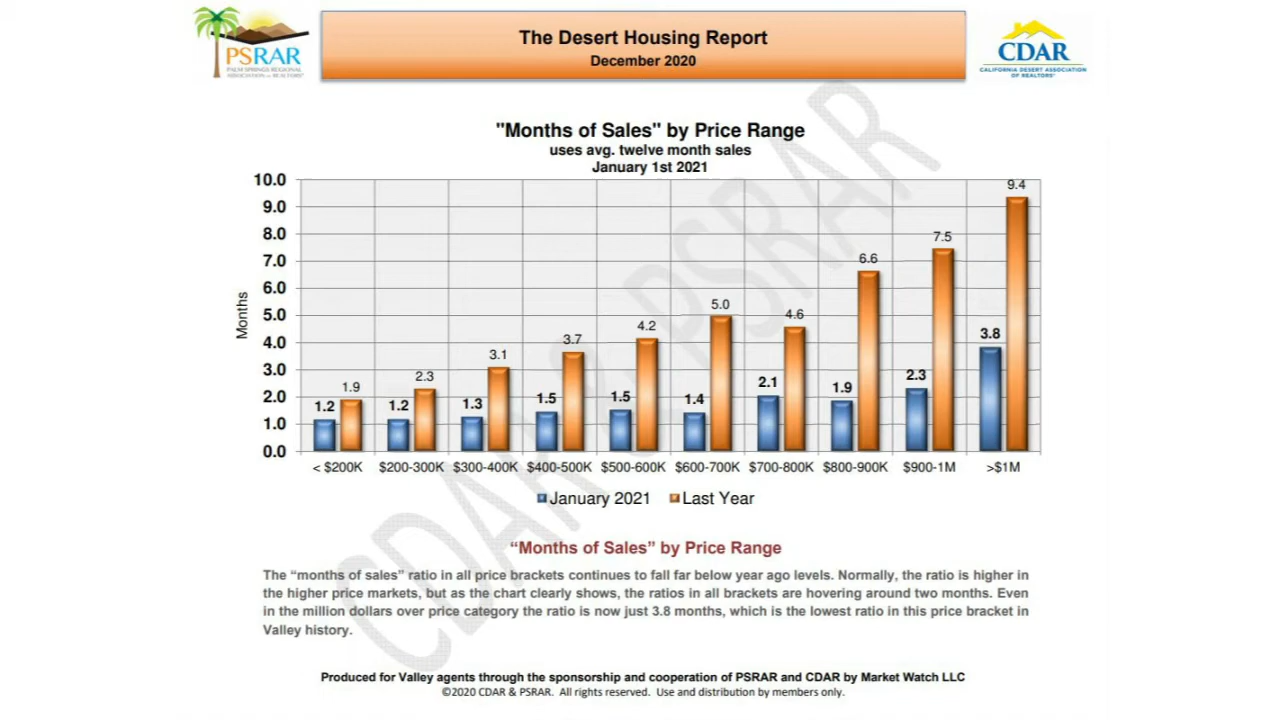 PSRAR
PALM SPRINGS REGIONAL
ASSOCIATION OF REALTORS®
The Desert Housing Report
December 2020
CDAR
CALIFORNIA DESERT ASSOCIATION
OF REALTORS®
"Months of Sales" by Price Range
uses avg. twelve month sales
January 1st 2021
Months
10.0
9.0
8.0
7.0
6.0
5.0
4.0
3.0
2.0
1.0
0.0
1.2 1.9 1.2 2.3 1.3 3.1 1.5 3.7 1.5 4.2 1.4 5.0 2.1 4.6 1.9 6.6 2.3 7.5 3.8 9.4
< $200K $200-300K $300-400K $400-500K $500-600K $600-700K $700-800K $800-900K $900-1M >$1M
January 2021 Last Year
CDAR & PSRAR
“Months of Sales” by Price Range
The “months of sales” ratio in all price brackets continues to fall far below year ago levels. Normally, the ratio is higher in
the higher price markets, but as the chart clearly shows, the ratios in all brackets are hovering around two months. Even
in the million dollars over price category the ratio is now just 3.8 months, which is the lowest ratio in this price bracket in
Valley history.
Produced for Valley agents through the sponsorship and cooperation of PSRAR and CDAR by Market Watch LLC
©2020 CDAR & PSRAR. All rights reserved. Use and distribution by members only.